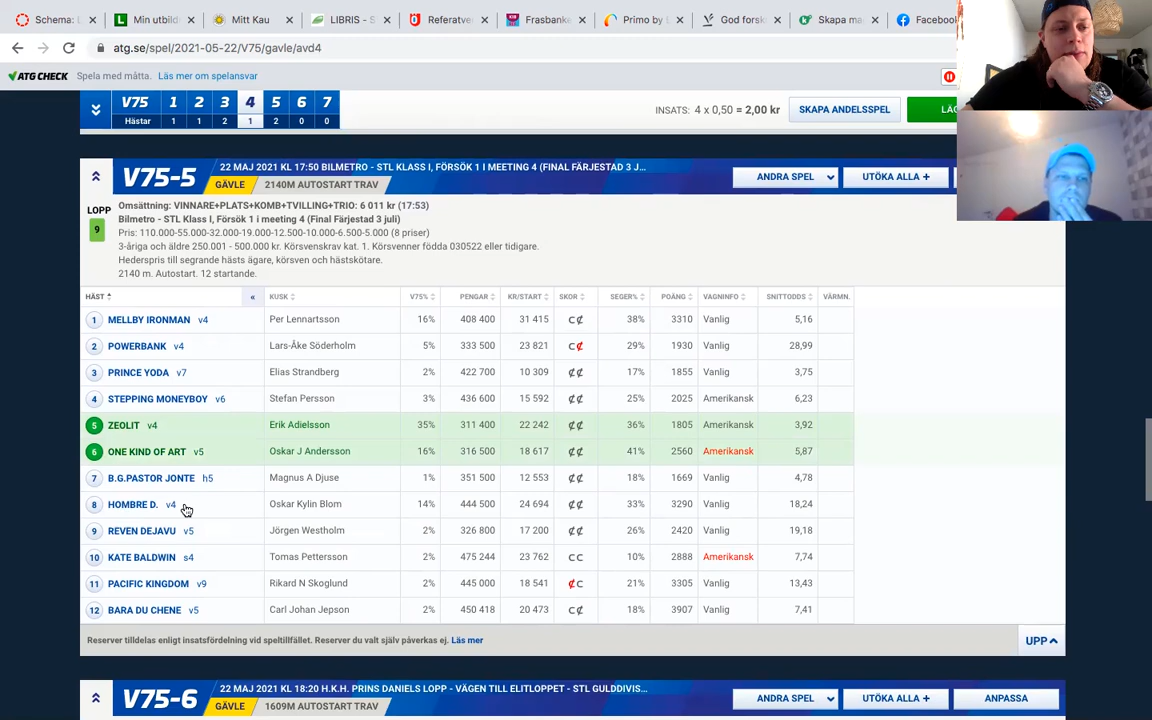 Schema: L
Min utbild
Mitt Kau
LIBRIS - S
Referatve
Frasbanke
Primo by L
God forsk
Skapa ma
Facebook
atg.se/spel/2021-05-22/V75/gavle/avd4
ATG CHECK Spela med måtta. Läs mer om spelansvar
V75 1 2 3 4 5 6 7
Hästar 1 1 2 1 2 0 0
INSATS: 4 x 0,50 = 2,00 kr
SKAPA ANDELSSPEL
V75-5
22 MAJ 2021 KL 17:50 BILMETRO - STL KLASS I, FÖRSÖK 1 I MEETING 4 (FINAL FÄRJESTAD 3 J...
GÄVLE 2140M AUTOSTART TRAV
ANDRA SPEL
UTÖKA ALLA +
LOPP
9
Omsättning: VINNARE+PLATS+KOMB+TVILLING+TRIO: 6 011 kr (17:53)
Bilmetro - STL Klass I, Försök 1 i meeting 4 (Final Färjestad 3 juli)
Pris: 110.000-55.000-32.000-19.000-12.500-10.000-6.500-5.000 (8 priser)
3-åriga och äldre 250.001 - 500.000 kr. Körsvenskrav kat. 1. Körsvenner födda 030522 eller tidigare.
Hederspris till segrande hästs ägare, körsven och hästskötare.
2140 m. Autostart. 12 startande.
HÄST « KUSK V75% PENGAR KR/START SKOR SEGER% POÄNG VAGNINFO SNITTODDS VÄRMN.
1 MELLBY IRONMAN v4 Per Lennartsson 16% 408 400 31 415 C₵ 38% 3310 Vanlig 5,16
2 POWERBANK v4 Lars-Åke Söderholm 5% 333 500 23 821 C₵ 29% 1930 Vanlig 28,99
3 PRINCE YODA v7 Elias Strandberg 2% 422 700 10 309 ₵₵ 17% 1855 Vanlig 3,75
4 STEPPING MONEYBOY v6 Stefan Persson 3% 436 600 15 592 ₵₵ 25% 2025 Amerikansk 6,23
5 ZEOLIT v4 Erik Adielsson 35% 311 400 22 242 ₵₵ 36% 1805 Amerikansk 3,92
6 ONE KIND OF ART v5 Oskar J Andersson 16% 316 500 18 617 ₵₵ 41% 2560 Amerikansk 5,87
7 B.G.PASTOR JONTE h5 Magnus A Djuse 1% 351 500 12 553 ₵₵ 18% 1669 Vanlig 4,78
8 HOMBRE D. v4 Oskar Kylin Blom 14% 444 500 24 694 ₵₵ 33% 3290 Vanlig 18,24
9 REVEN DEJAVU v5 Jörgen Westholm 2% 326 800 17 200 ₵₵ 26% 2420 Vanlig 19,18
10 KATE BALDWIN s4 Tomas Pettersson 2% 475 244 23 762 CC 10% 2888 Amerikansk 7,74
11 PACIFIC KINGDOM v9 Rikard N Skoglund 2% 445 000 18 541 ₵C 21% 3305 Vanlig 13,43
12 BARA DU CHENE v5 Carl Johan Jepson 2% 450 418 20 473 C₵ 18% 3907 Vanlig 7,41
Reserver tilldelas enligt insatsfördelning vid speltillfället. Reserver du valt själv påverkas ej. Läs mer
UPP
V75-6
22 MAJ 2021 KL 18:20 H.K.H. PRINS DANIELS LOPP - VÄGEN TILL ELITLOPPET - STL GULDDIVIS...
GÄVLE 1609M AUTOSTART TRAV
ANDRA SPEL
UTÖKA ALLA +
ANPASSA